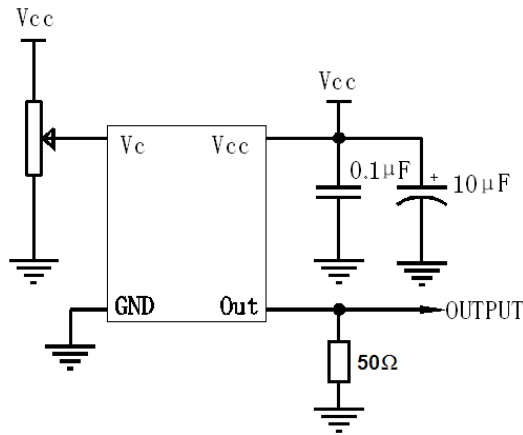 Vcc
Vcc
Vc
Vcc
0.1μF
+
10μF
GND
Out
OUTPUT
50Ω